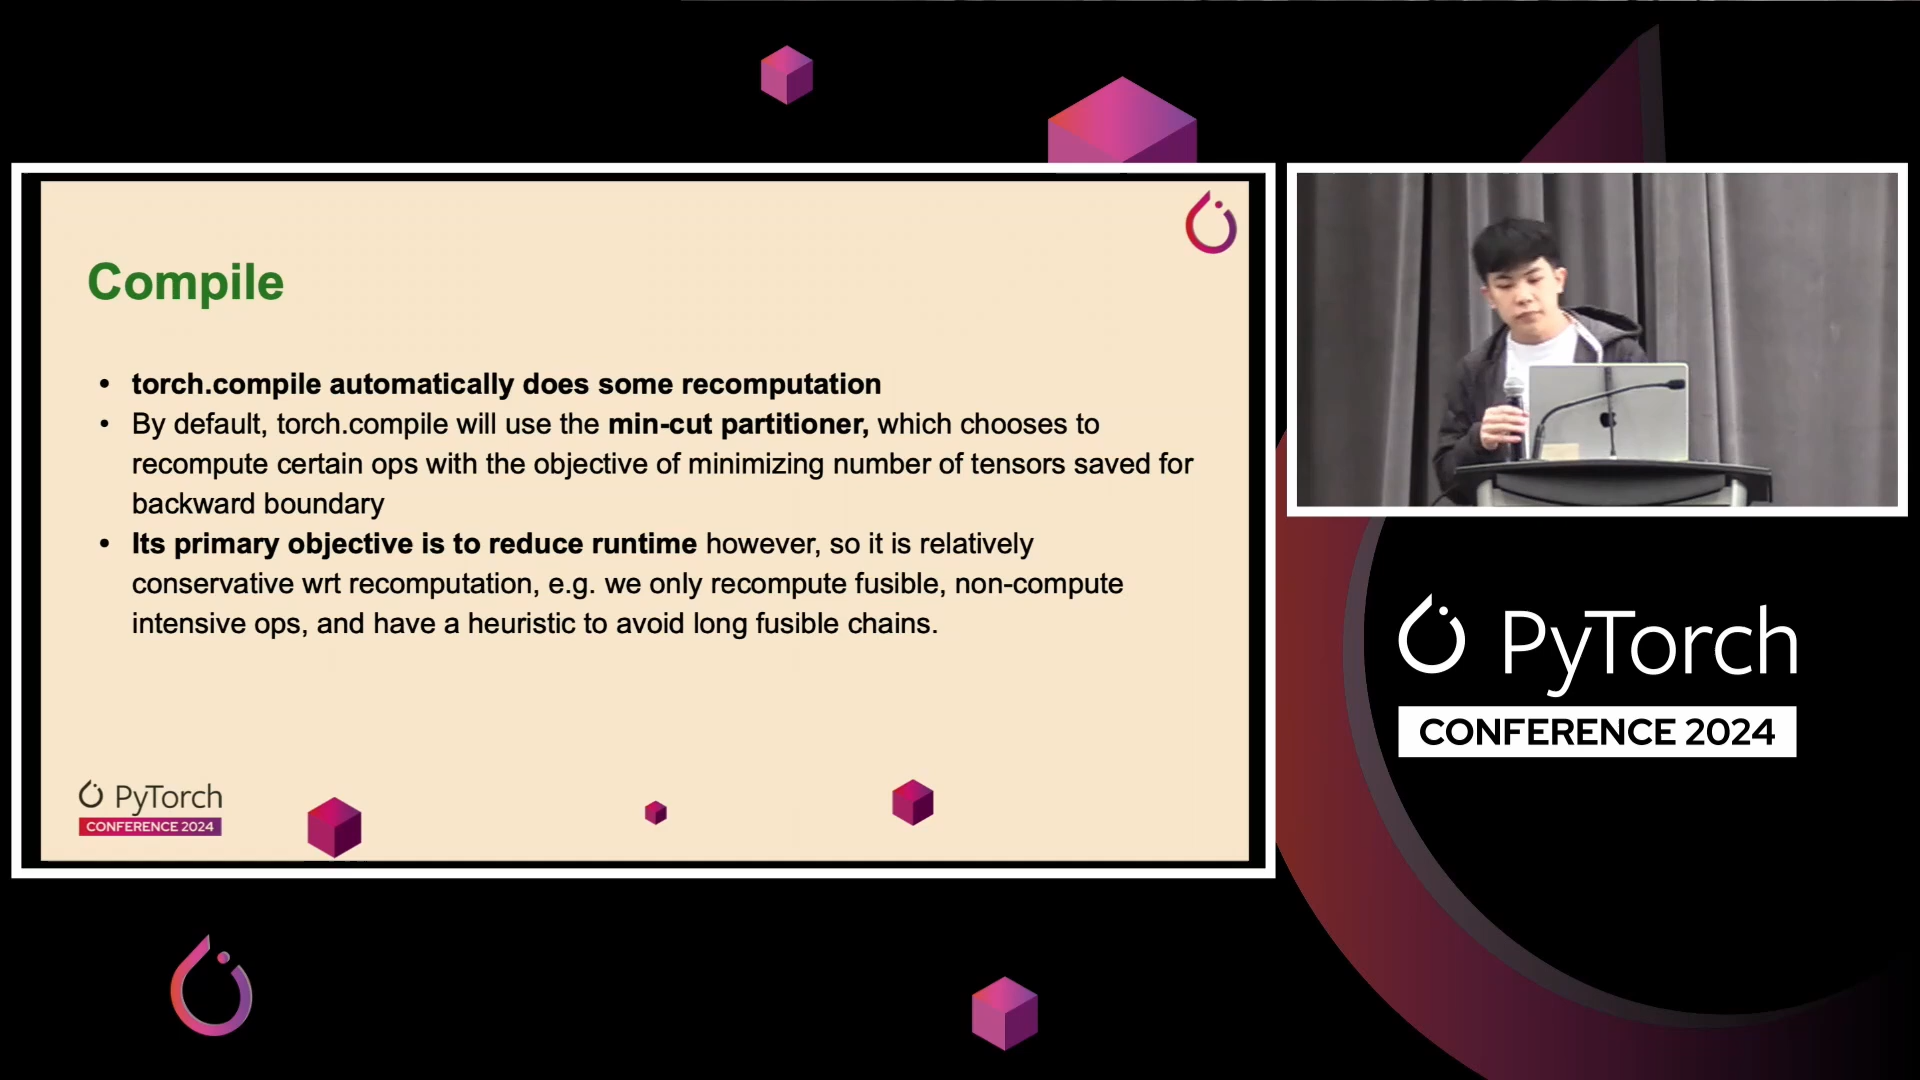 Compile
• torch.compile automatically does some recomputation
• By default, torch.compile will use the min-cut partitioner, which chooses to
recompute certain ops with the objective of minimizing number of tensors saved for
backward boundary
• Its primary objective is to reduce runtime however, so it is relatively
conservative wrt recomputation, e.g. we only recompute fusible, non-compute
intensive ops, and have a heuristic to avoid long fusible chains.
PyTorch
CONFERENCE 2024
PyTorch
CONFERENCE 2024